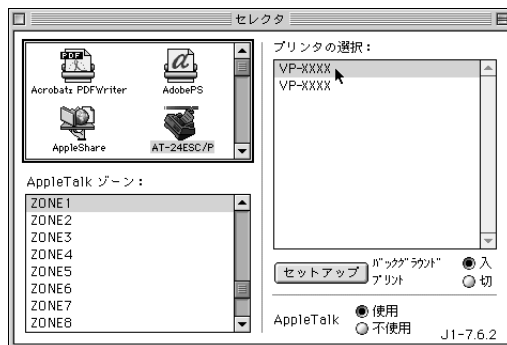 セレクタ
Acrobat™ PDFWriter
AdobePS
AppleShare
AT-24ESC/P
AppleTalk ゾーン：
ZONE1
ZONE2
ZONE3
ZONE4
ZONE5
ZONE6
ZONE7
ZONE8
プリンタの選択：
VP-XXXX
VP-XXXX
セットアップ
ﾊﾞｯｸｸﾞﾗｳﾝﾄﾞ
ﾌﾟﾘﾝﾄ
入
切
AppleTalk
使用
不使用
J1-7.6.2